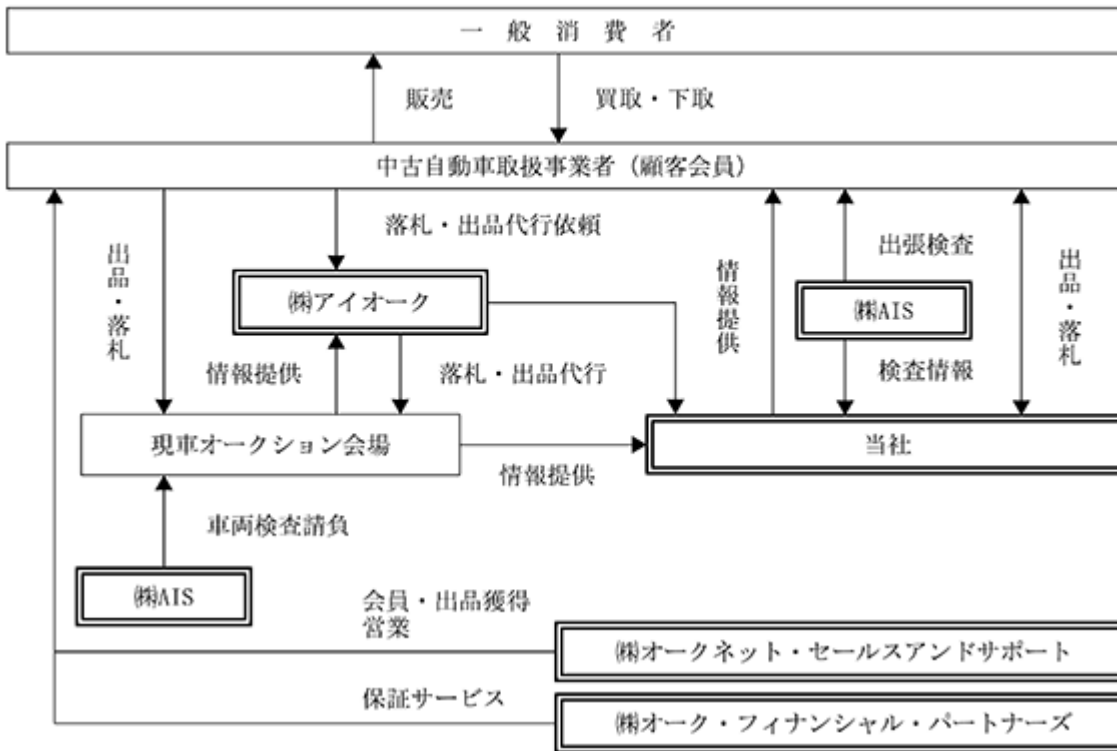 一般消費者
販売
買取・下取
中古自動車取扱事業者（顧客会員）
出品・落札
落札・出品代行依頼
㈱アイオーク
情報提供
落札・出品代行
情報提供
出張検査
㈱AIS
検査情報
出品・落札
現車オークション会場
情報提供
当社
車両検査請負
㈱AIS
会員・出品獲得
営業
㈱オークネット・セールスアンドサポート
保証サービス
㈱オーク・フィナンシャル・パートナーズ